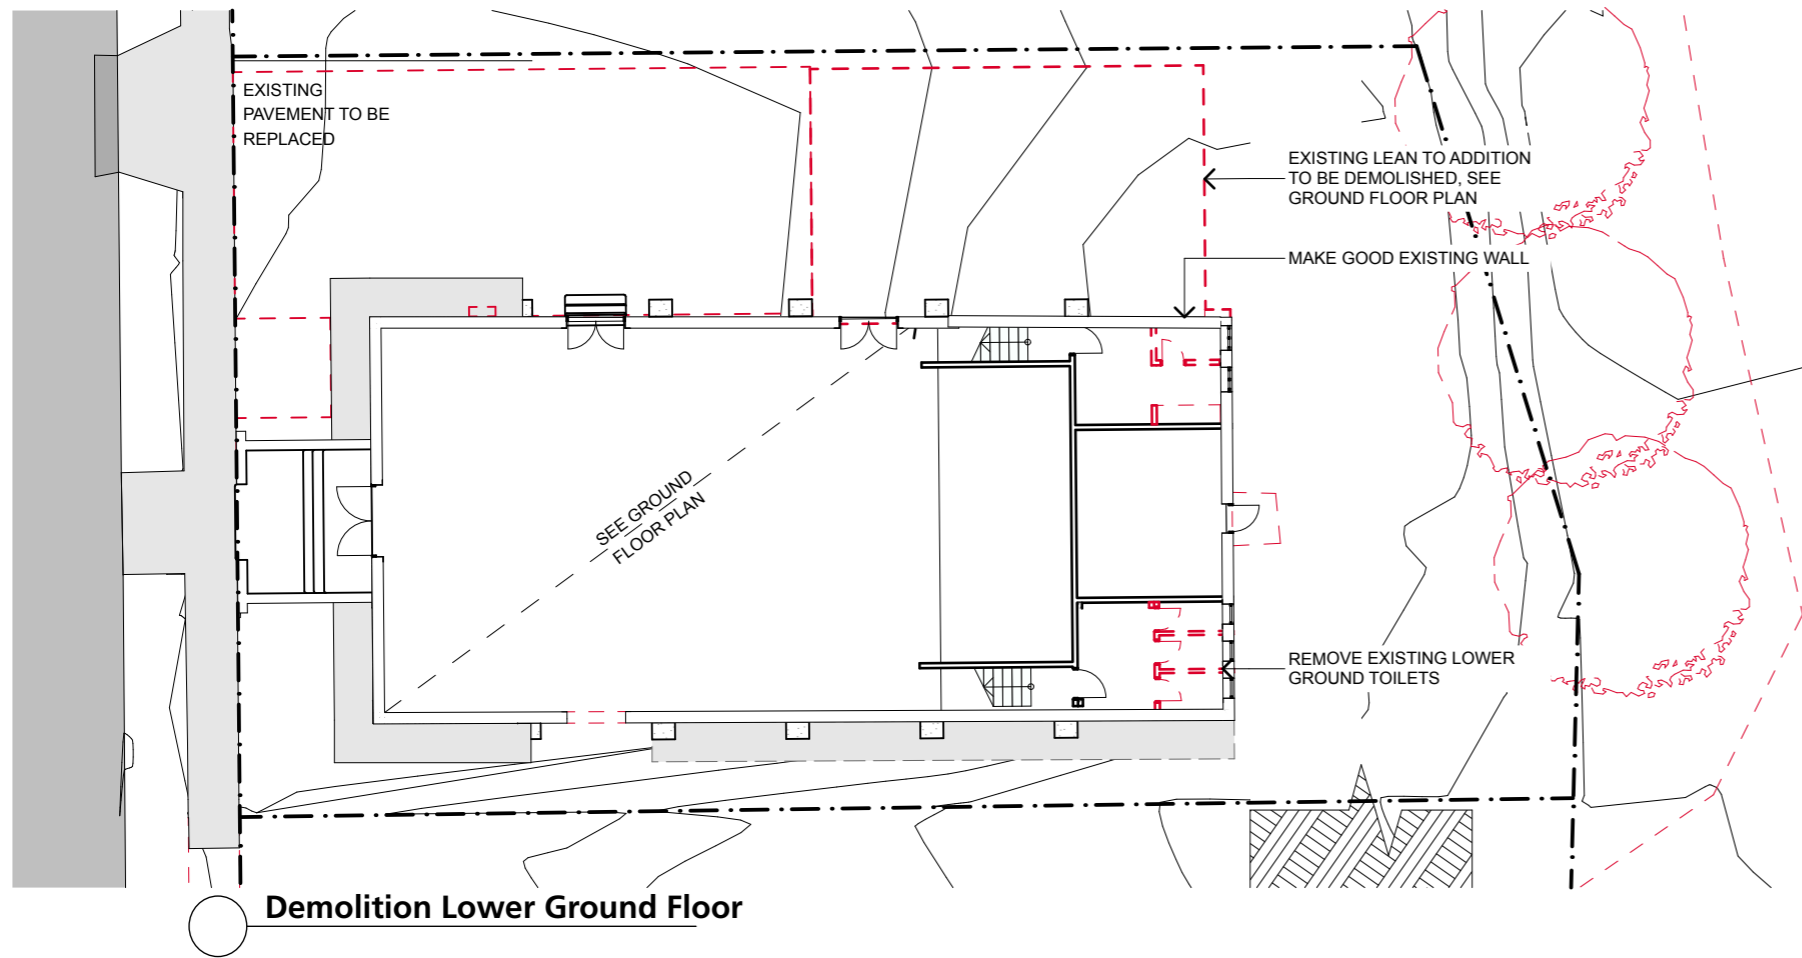 EXISTING
PAVEMENT TO BE
REPLACED
EXISTING LEAN TO ADDITION
TO BE DEMOLISHED, SEE
GROUND FLOOR PLAN
MAKE GOOD EXISTING WALL
SEE GROUND
FLOOR PLAN
REMOVE EXISTING LOWER
GROUND TOILETS
Demolition Lower Ground Floor